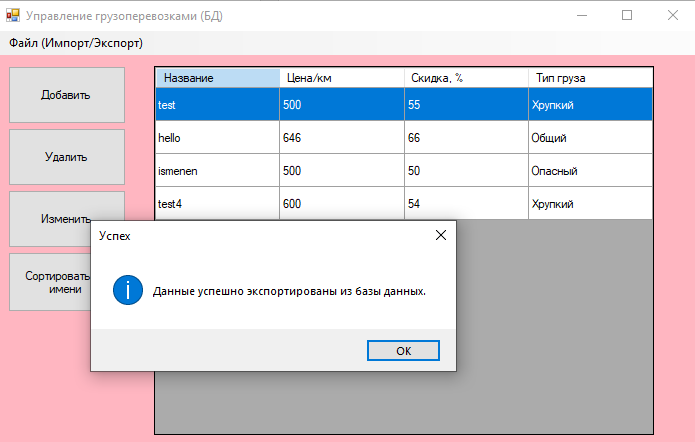 Управление грузоперевозками (БД)
Файл (Импорт/Экспорт)
Добавить
Удалить
Изменить
Сортировать
имени
Название Цена/км Скидка, % Тип груза
test 500 55 Хрупкий
hello 646 66 Общий
ismenen 500 50 Опасный
test4 600 54 Хрупкий
Успех
Данные успешно экспортированы из базы данных.
OK